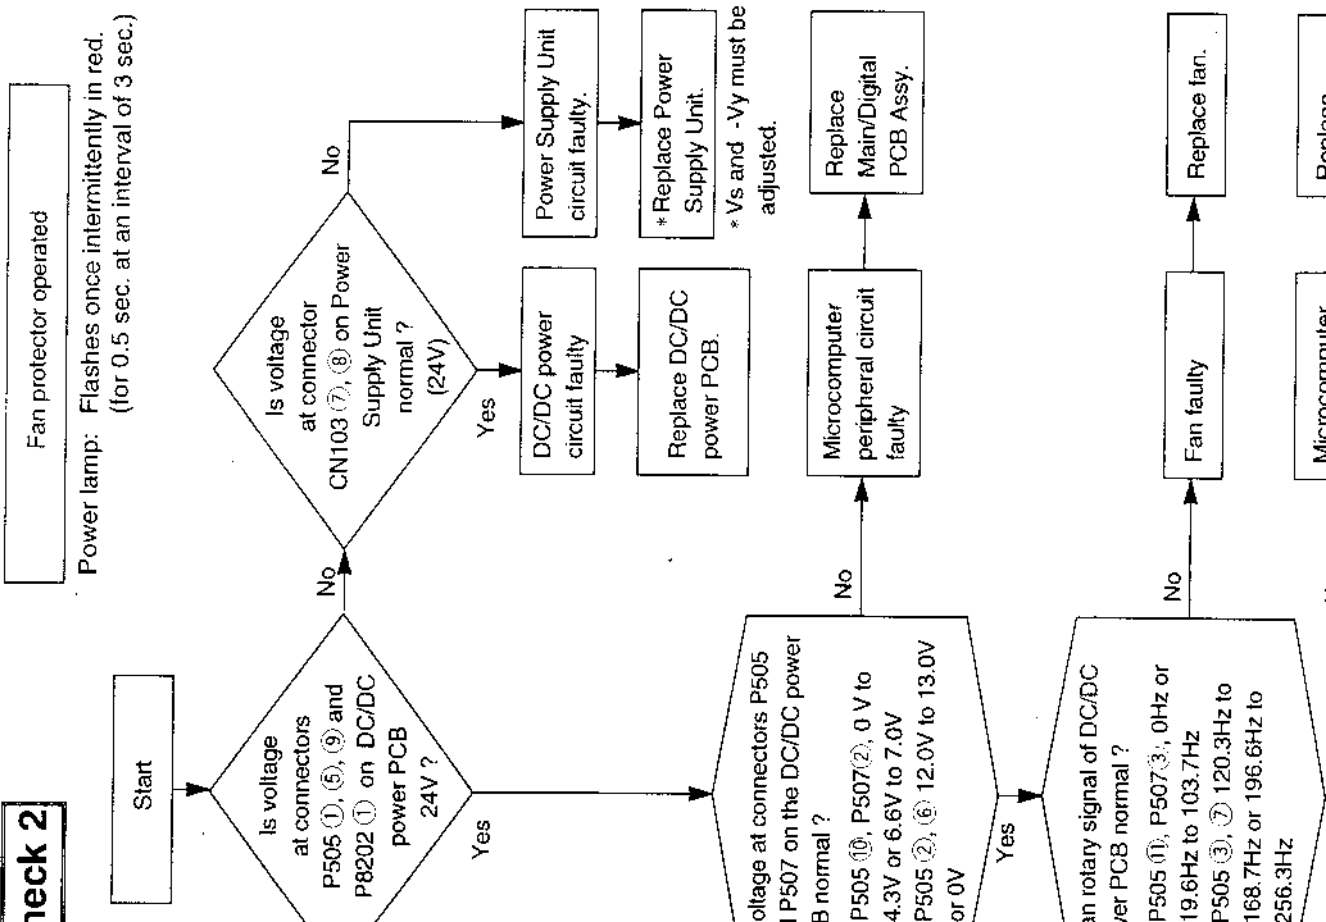 neck 2
Fan protector operated
Power lamp: Flashes once intermittently in red.
(for 0.5 sec. at an interval of 3 sec.)
Start
Is voltage
at connectors
P505 ①, ⑤, ⑨ and
P8202 ① on DC/DC
power PCB
24V ?
No
Yes
Is voltage
at connector
CN103 ⑦, ⑧ on Power
Supply Unit
normal ?
(24V)
No
Yes
Power Supply Unit
circuit faulty.
* Replace Power
Supply Unit.
* Vs and -Vy must be
adjusted.
DC/DC power
circuit faulty
Replace DC/DC
power PCB.
oltage at connectors P505
P507 on the DC/DC power
B normal ?
P505 ⑩, P507②, 0 V to
4.3V or 6.6V to 7.0V
P505 ②, ⑥ 12.0V to 13.0V
or 0V
No
Yes
Microcomputer
peripheral circuit
faulty
Replace
Main/Digital
PCB Assy.
an rotary signal of DC/DC
er PCB normal ?
P505 ⑪, P507③, 0Hz or
19.6Hz to 103.7Hz
P505 ③, ⑦ 120.3Hz to
168.7Hz or 196.6Hz to
256.3Hz
No
Fan faulty
Replace fan.
Microcomputer
Replace